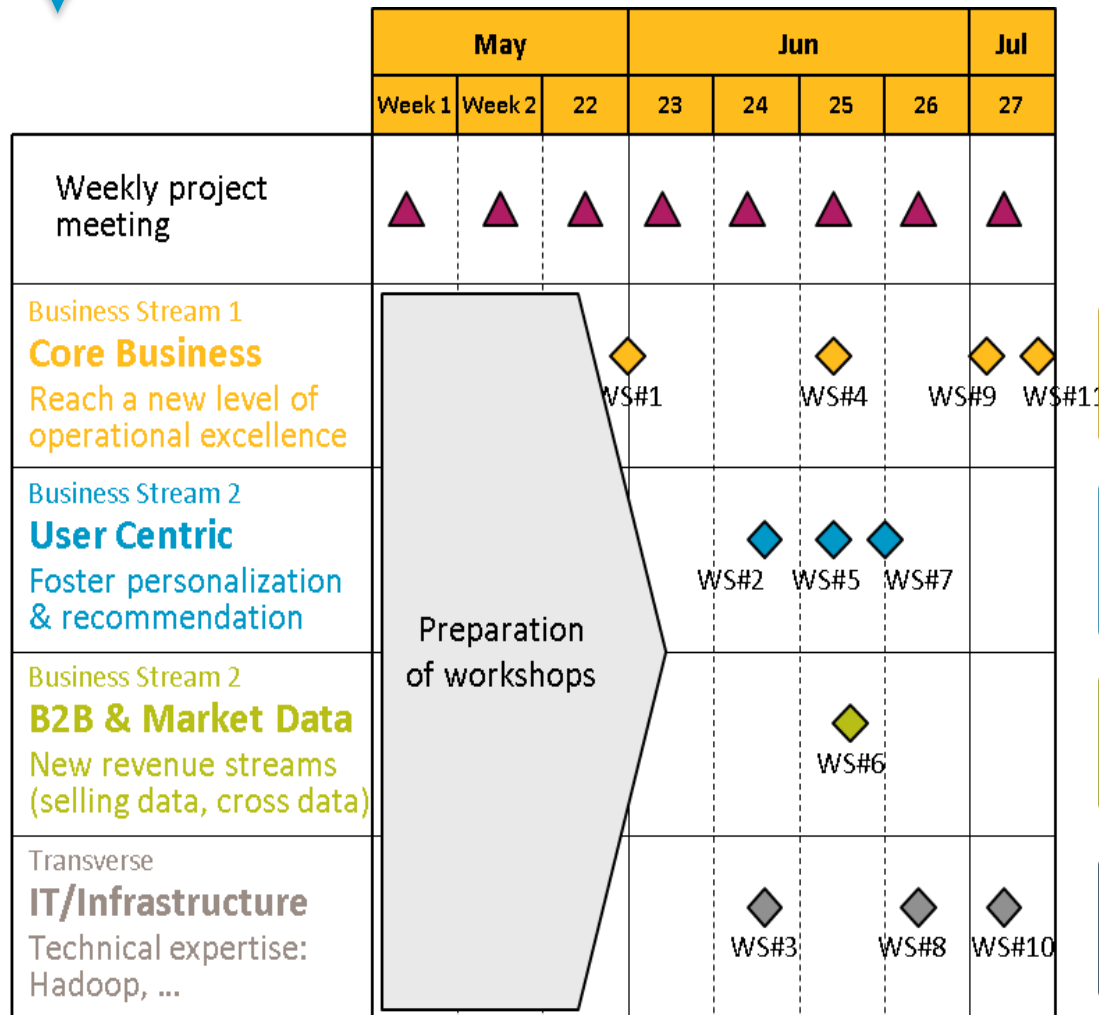 May Jun Jul
Week 1 Week 2 22 23 24 25 26 27
Weekly project
meeting
Business Stream 1
Core Business
Reach a new level of
operational excellence
WS#1 WS#4 WS#9 WS#11
Business Stream 2
User Centric
Foster personalization
& recommendation
WS#2 WS#5 WS#7
Preparation
of workshops
Business Stream 2
B2B & Market Data
New revenue streams
(selling data, cross data)
WS#6
Transverse
IT/Infrastructure
Technical expertise:
Hadoop, ...
WS#3 WS#8 WS#10